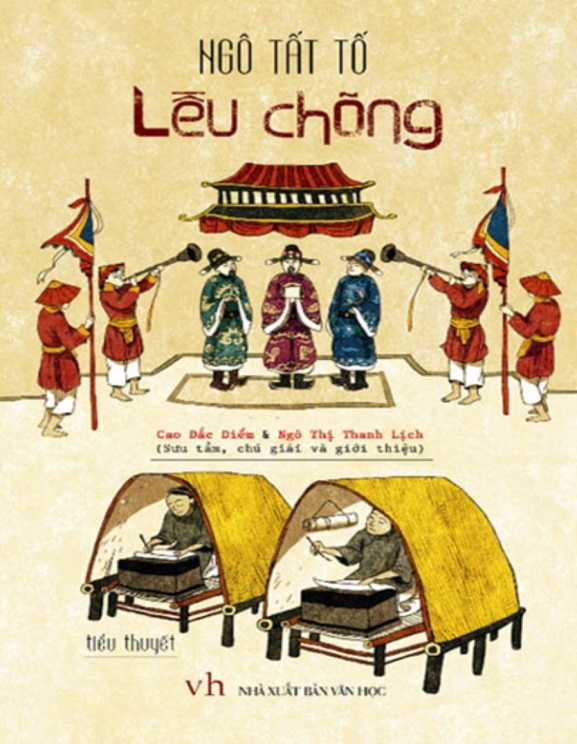 NGÔ TẤT TỐ
Lều chõng
Cao Đắc Điểm & Ngô Thị Thanh Lịch
(Sưu tầm, chú giải và giới thiệu)
tiểu thuyết
vh NHÀ XUẤT BẢN VĂN HỌC